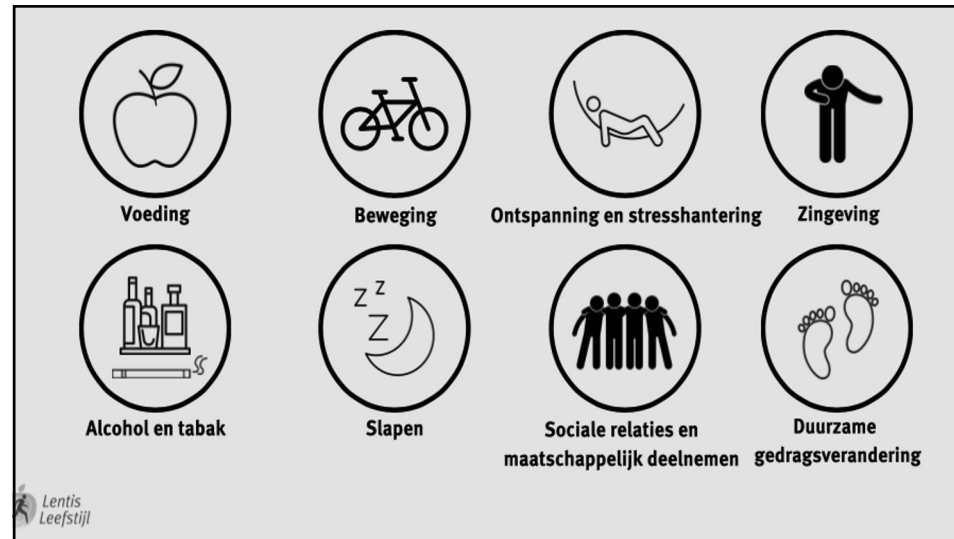 Voeding
Beweging
Ontspanning en stresshantering
Zingeving
Z z
Z
Alcohol en tabak
Slapen
Sociale relaties en
maatschappelijk deelnemen
Duurzame
gedragsverandering
Lentis
Leefstijl